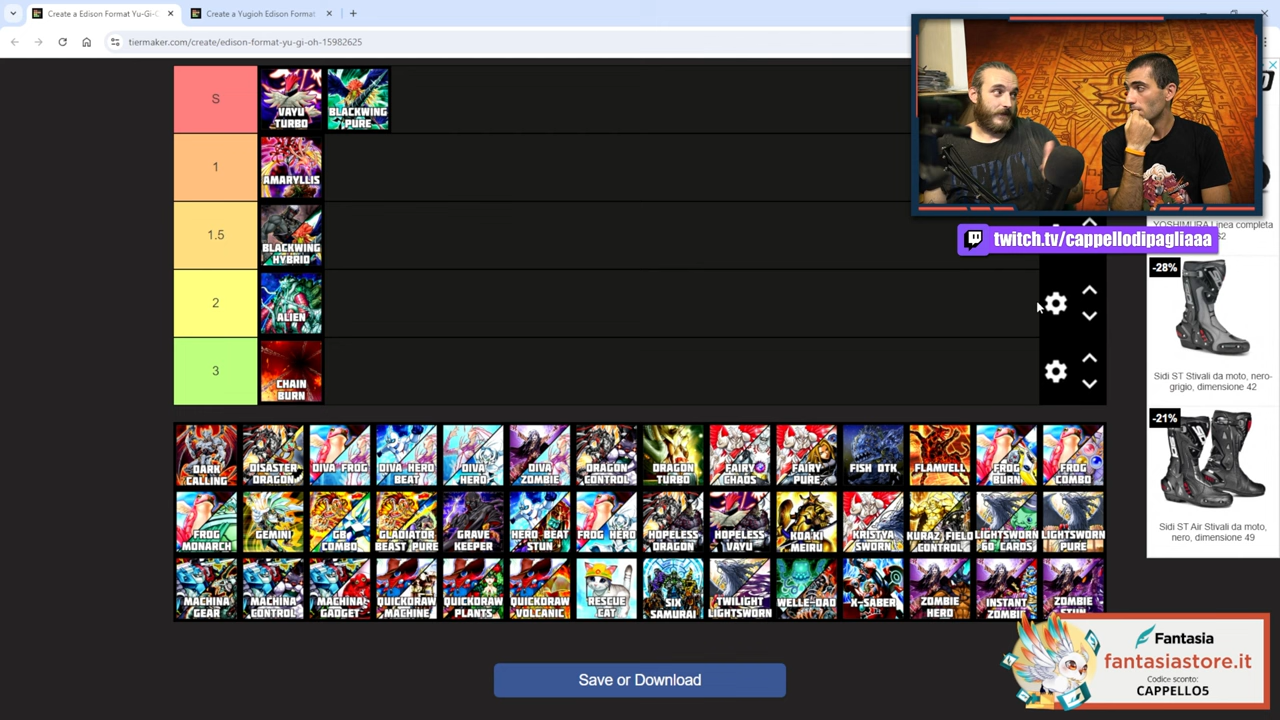 Create a Edison Format Yu-Gi-O
Create a Yugioh Edison Format
tiermaker.com/create/edison-format-yu-gi-oh-15982625
S
VAYU TURBO
BLACKWING PURE
1
AMARYLLIS
1.5
BLACKWING HYBRID
2
ALIEN
3
CHAIN BURN
twitch.tv/cappellodipagliaaa
YOSHIMURA Linea completa
S2
-28%
Sidi ST Stivali da moto, nero-
grigio, dimensione 42
-21%
Sidi ST Air Stivali da moto,
nero, dimensione 49
DARK CALLING
DISASTER DRAGON
DIVA FROG
DIVA HERO BEAT
DIVA HERO
DIVA ZOMBIE
DRAGON CONTROL
DRAGON TURBO
FAIRY CHAOS
FAIRY PURE
FISH OTK
FLAMVELL
FROG BURN
FROG COMBO
FROG MONARCH
GEMINI
GB COMBO
GLADIATOR BEAST PURE
GRAVE KEEPER
HERO BEAT STUN
FROG HERO
HOPELESS DRAGON
HOPELESS VAYU
KOA'KI MEIRU
KRISTYA SWORN
KURAZ FIELD CONTROL
LIGHTSWORN 60 CARDS
LIGHTSWORN PURE
MACHINA GEAR
MACHINA CONTROL
MACHINA GADGET
QUICKDRAW MACHINE
QUICKDRAW PLANTS
QUICKDRAW VOLCANIC
RESCUE CAT
SIX SAMURAI
TWILIGHT LIGHTSWORN
WELLE-DAD
X-SABER
ZOMBIE HERO
INSTANT ZOMBIE
ZOMBIE STUN
Save or Download
Fantasia
fantasiastore.it
Codice sconto:
CAPPELLO5